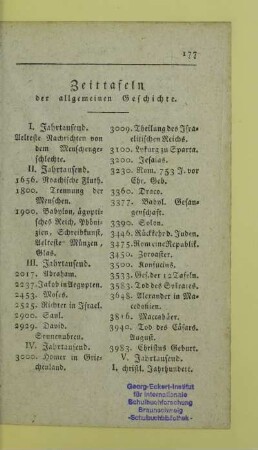 177
Zeittafeln
der allgemeinen Geschichte.
I. Jahrtausend.
Aelteste Nachrichten von
dem Menschenge-
schlechte.
II. Jahrtausend.
1656. Noachische Fluth.
1800. Trennung der
Menschen.
1900. Babylon, ägypti-
sches Reich, Phöni-
zien, Schreibkunst,
Aelteste Münzen,
Glas.
III. Jahrtausend.
2017. Abraham.
2237. Jakob in Aegypten.
2453. Moses.
2525. Richter in Israel.
2900. Saul.
2929. David.
Sonnenuhren.
IV. Jahrtausend.
3000. Homer in Grie-
chenland.
3009. Theilung des Isra-
elitischen Reichs.
3100. Lykurg zu Sparta.
3200. Jesaias.
3230. Rom, 753 J. vor
Chr. Geb.
3360. Draco.
3377. Babyl. Gefan-
genschaft.
3390. Solon.
3446. Rückkehr d. Juden.
3475. Rom eine Republik.
3450. Zoroaster.
3500. Konfuzius.
3533. Ges. der 12 Tafeln.
3583. Tod des Socrates.
3648. Alexander in Ma-
cedonien.
3816. Maccabäer.
3940. Tod des Cäsars.
August.
3983. Christus Geburt.
V. Jahrtausend.
I. christl. Jahrhundert.
Georg-Eckert-Institut
für internationale
Schulbuchforschung
Braunschweig
-Schulbuchbibliothek-